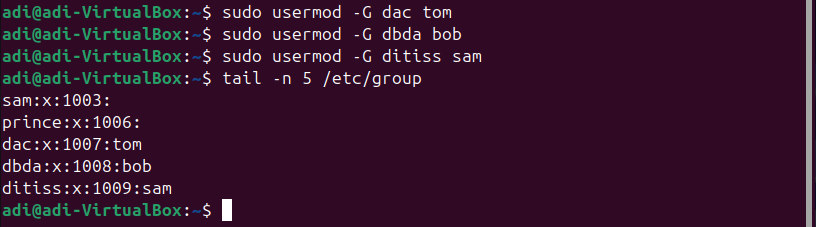 adi@adi-VirtualBox:~$ sudo usermod -G dac tom
adi@adi-VirtualBox:~$ sudo usermod -G dbda bob
adi@adi-VirtualBox:~$ sudo usermod -G ditiss sam
adi@adi-VirtualBox:~$ tail -n 5 /etc/group
sam:x:1003:
prince:x:1006:
dac:x:1007:tom
dbda:x:1008:bob
ditiss:x:1009:sam
adi@adi-VirtualBox:~$